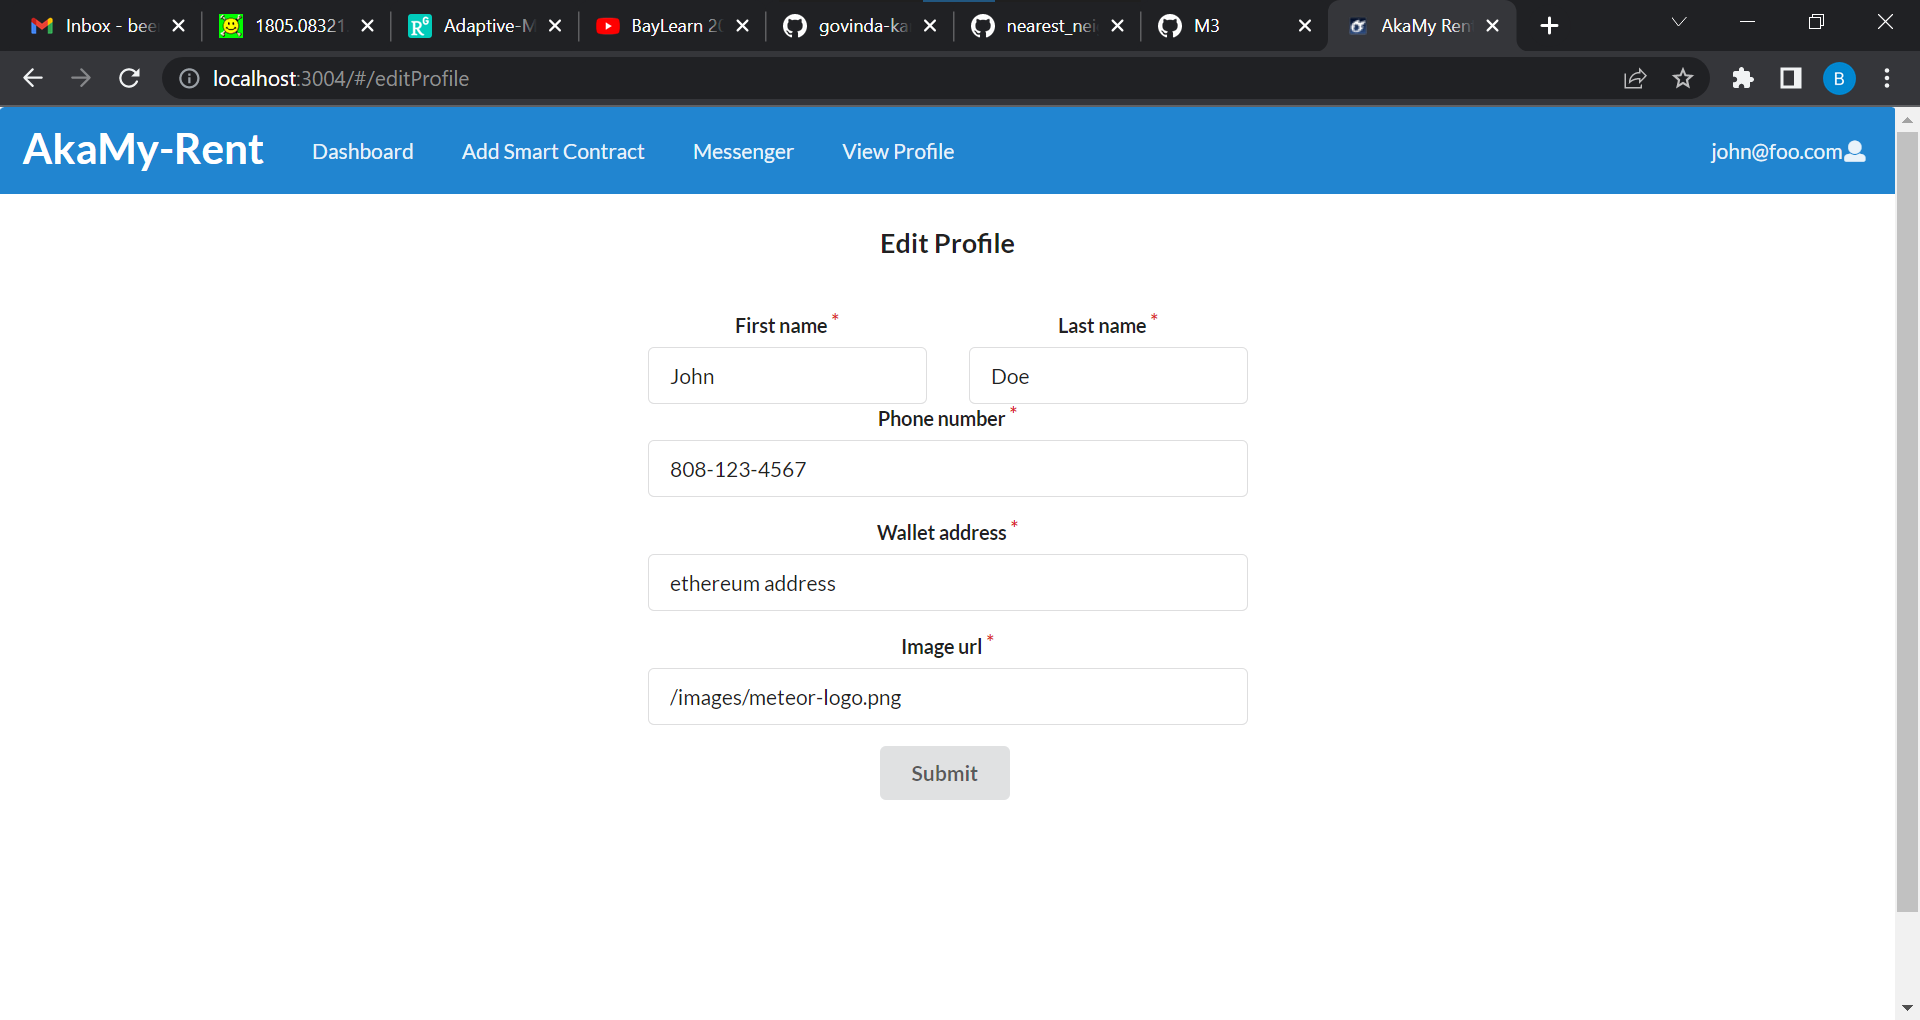 Inbox - bee
1805.08321
Adaptive-M
BayLearn 20
govinda-ka
nearest_nei
M3
AkaMy Ren
localhost:3004/#/editProfile
B
AkaMy-Rent Dashboard Add Smart Contract Messenger View Profile john@foo.com
Edit Profile
First name * Last name *
John Doe
Phone number *
808-123-4567
Wallet address *
ethereum address
Image url *
/images/meteor-logo.png
Submit